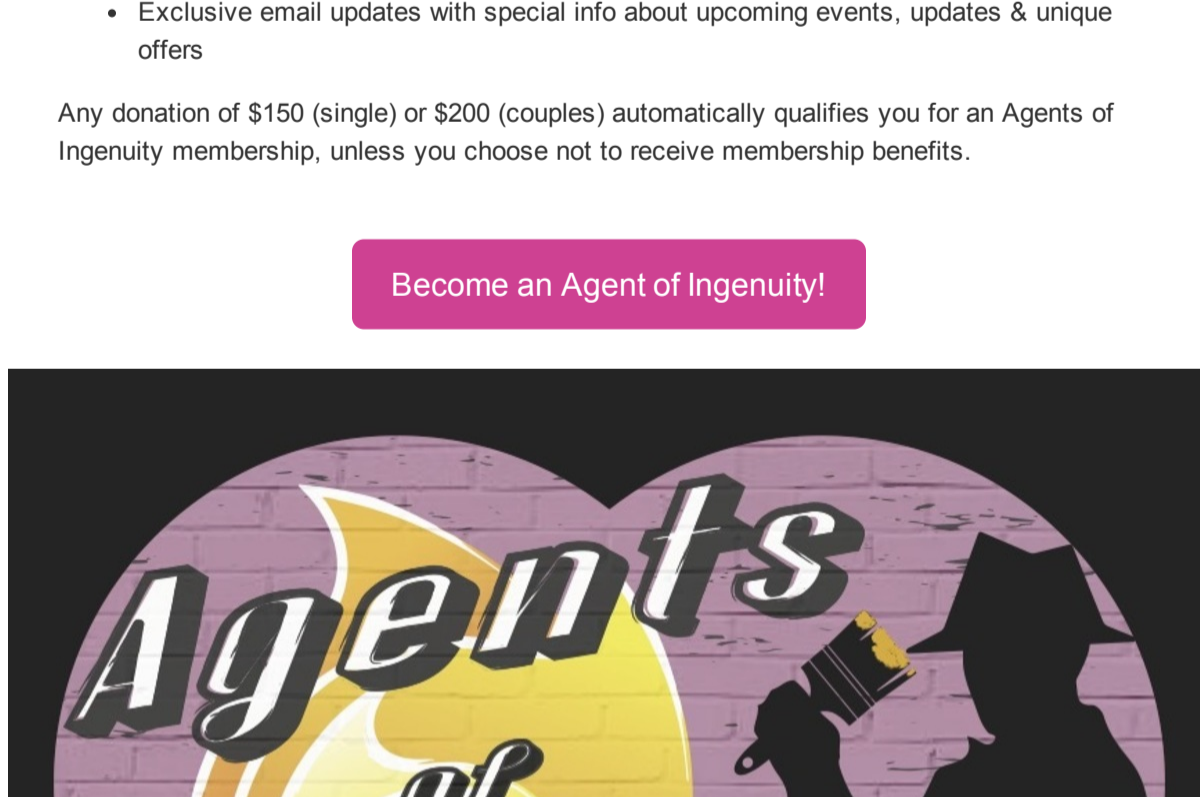 • Exclusive email updates with special info about upcoming events, updates & unique
offers
Any donation of $150 (single) or $200 (couples) automatically qualifies you for an Agents of
Ingenuity membership, unless you choose not to receive membership benefits.
Become an Agent of Ingenuity!
Agents
of